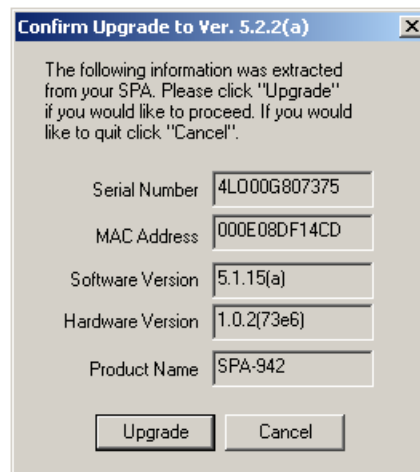 Confirm Upgrade to Ver. 5.2.2(a)
The following information was extracted
from your SPA. Please click "Upgrade"
if you would like to proceed. If you would
like to quit click "Cancel".
Serial Number 4LO00G807375
MAC Address 000E08DF14CD
Software Version 5.1.15(a)
Hardware Version 1.0.2(73e6)
Product Name SPA-942
Upgrade Cancel